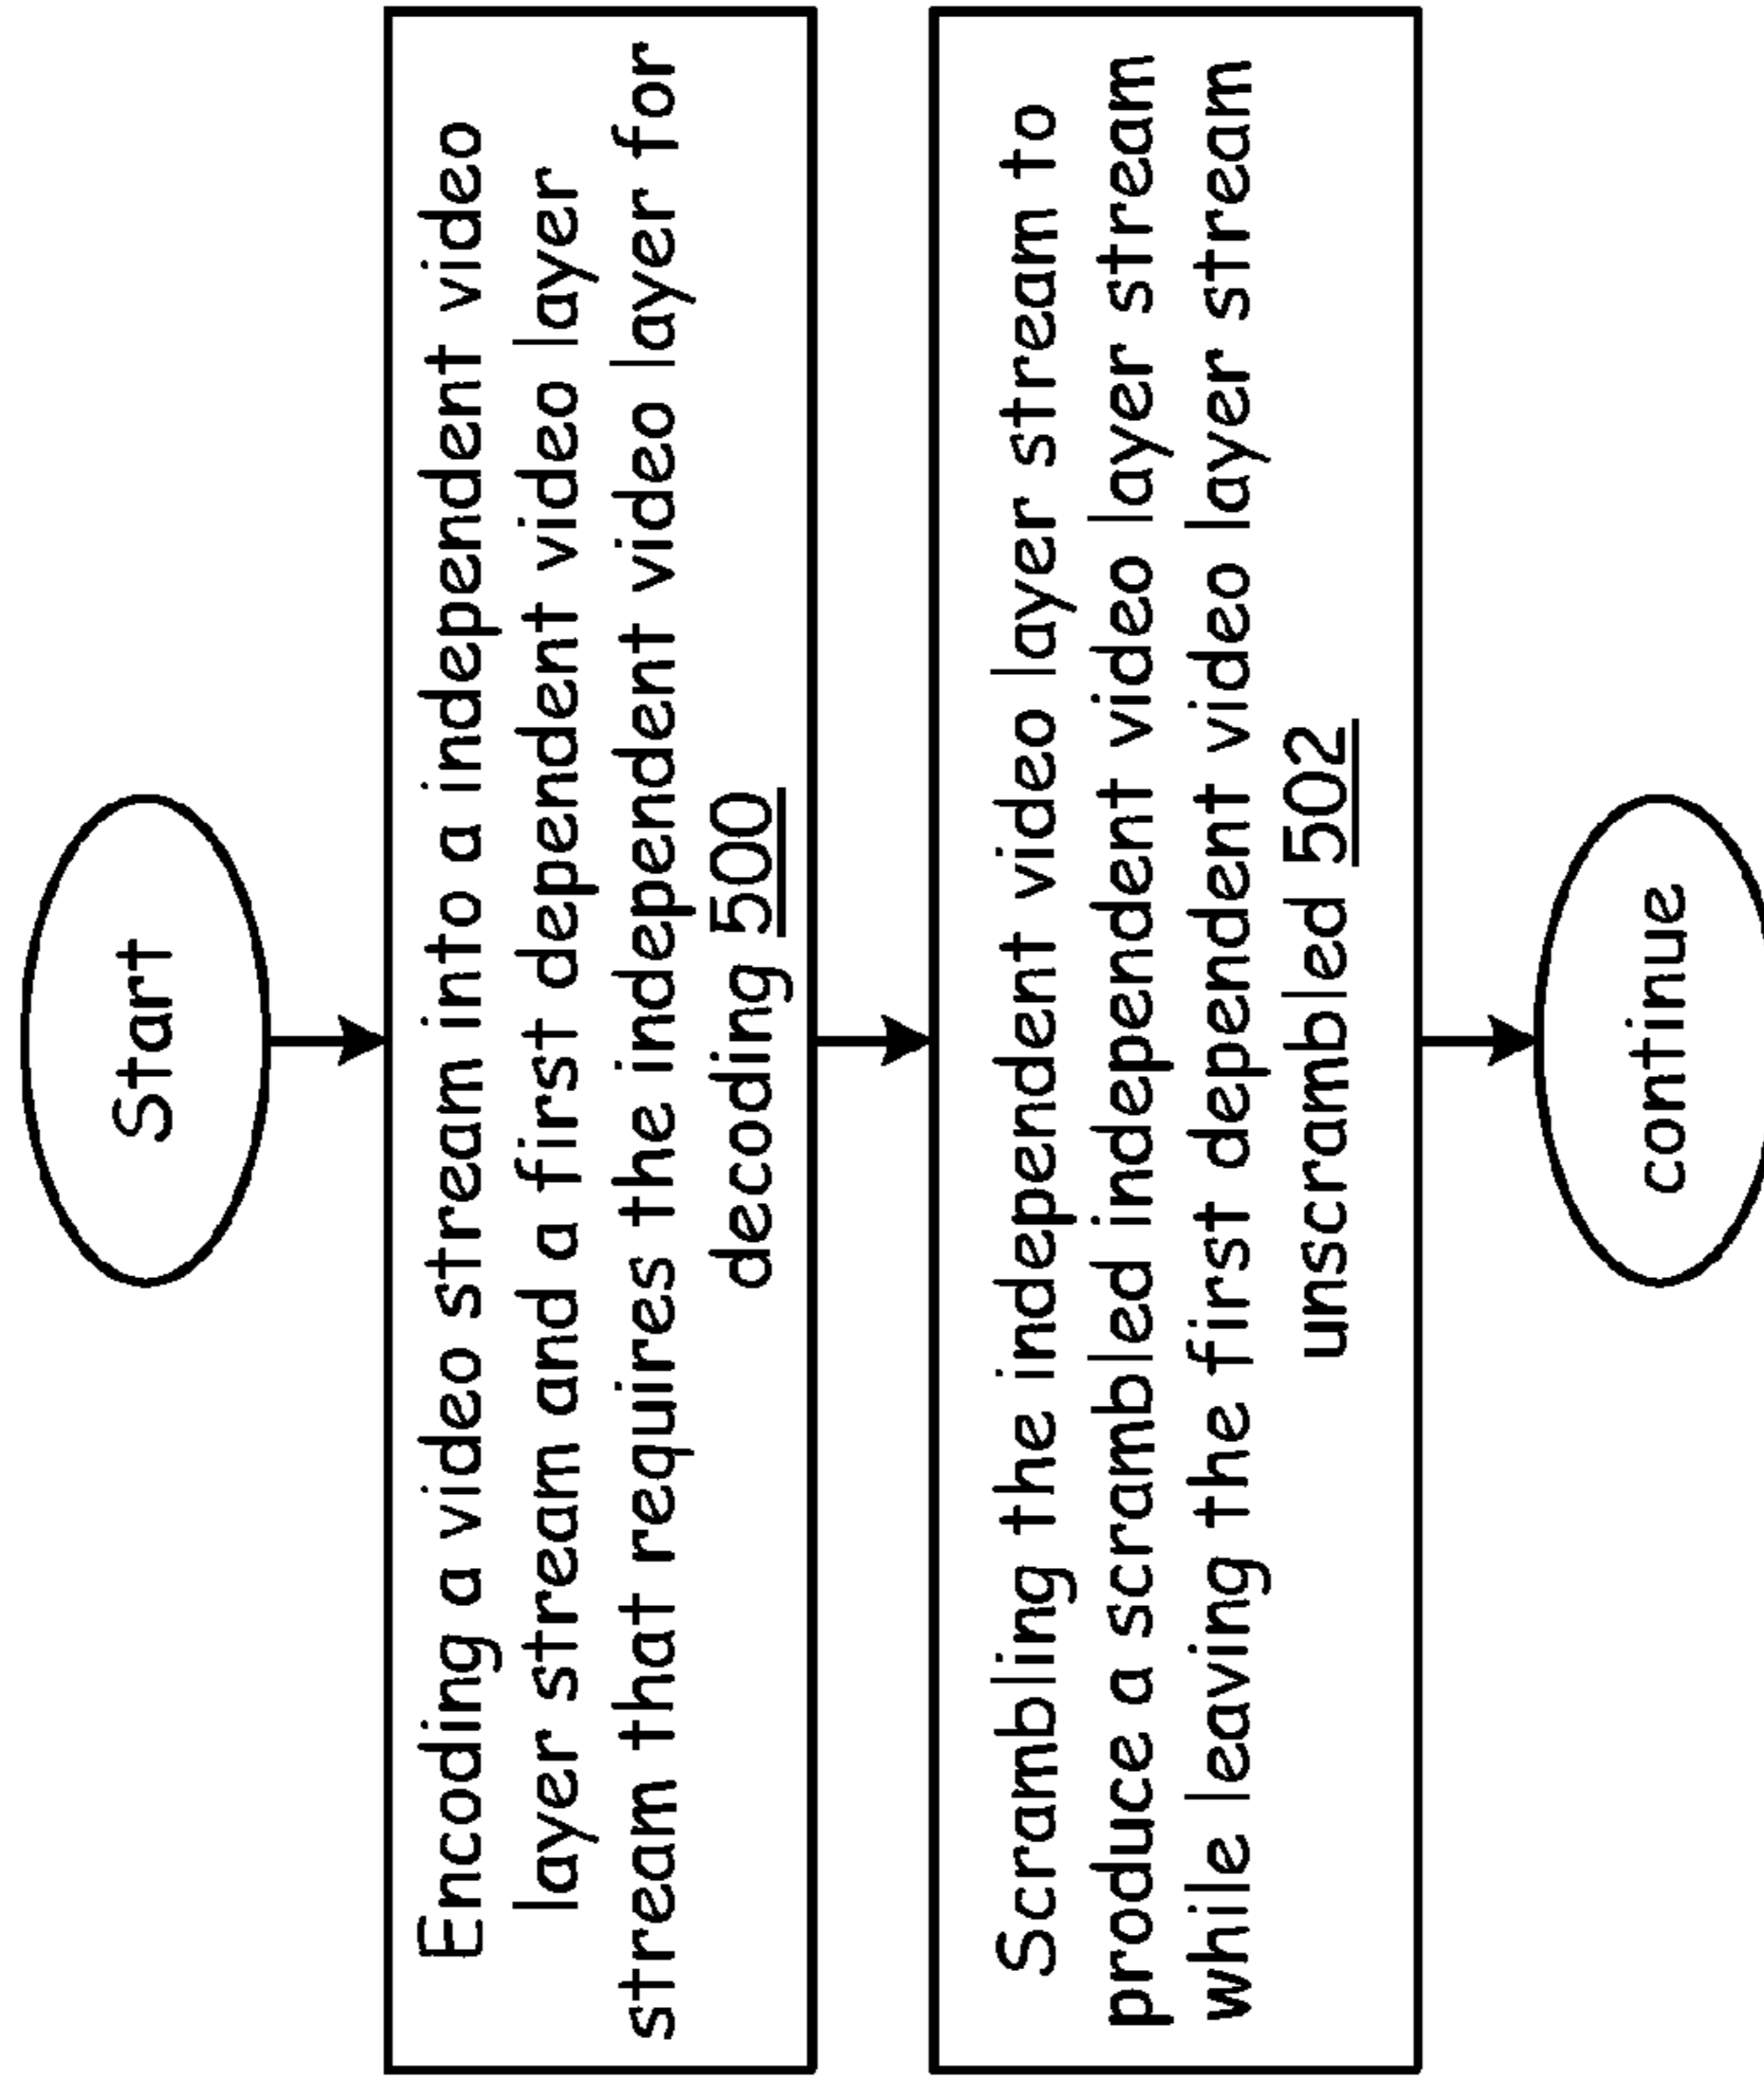 Start
Encoding a video stream into a independent video
layer stream and a first dependent video layer
stream that requires the independent video layer for
decoding 500
Scrambling the independent video layer stream to
produce a scrambled independent video layer stream
while leaving the first dependent video layer stream
unscrambled 502
continue